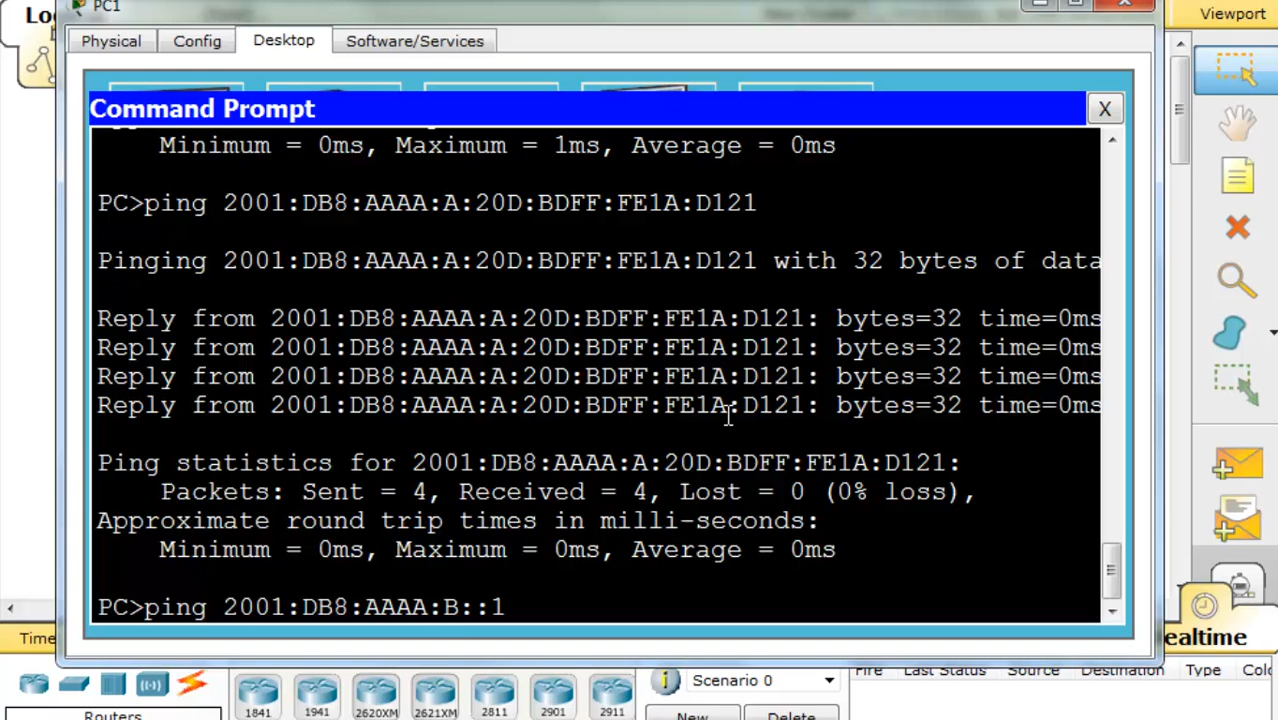 PC1
Lo
Viewport
Physical
Config
Desktop
Software/Services
Command Prompt
X
Minimum = 0ms, Maximum = 1ms, Average = 0ms
PC>ping 2001:DB8:AAAA:A:20D:BDFF:FE1A:D121
Pinging 2001:DB8:AAAA:A:20D:BDFF:FE1A:D121 with 32 bytes of data
Reply from 2001:DB8:AAAA:A:20D:BDFF:FE1A:D121: bytes=32 time=0ms
Reply from 2001:DB8:AAAA:A:20D:BDFF:FE1A:D121: bytes=32 time=0ms
Reply from 2001:DB8:AAAA:A:20D:BDFF:FE1A:D121: bytes=32 time=0ms
Reply from 2001:DB8:AAAA:A:20D:BDFF:FE1A:D121: bytes=32 time=0ms
Ping statistics for 2001:DB8:AAAA:A:20D:BDFF:FE1A:D121:
Packets: Sent = 4, Received = 4, Lost = 0 (0% loss),
Approximate round trip times in milli-seconds:
Minimum = 0ms, Maximum = 0ms, Average = 0ms
PC>ping 2001:DB8:AAAA:B::1
Time
ealtime
Fire Last Status Source Destination Type Colo
Scenario 0
New Delete
1841 1941 2620XM 2621XM 2811 2901 2911
Routers